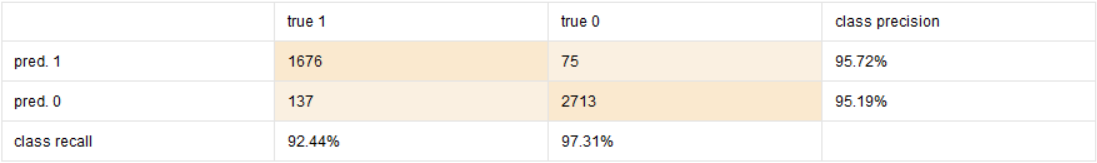 true 1 true 0 class precision
pred. 1 1676 75 95.72%
pred. 0 137 2713 95.19%
class recall 92.44% 97.31%